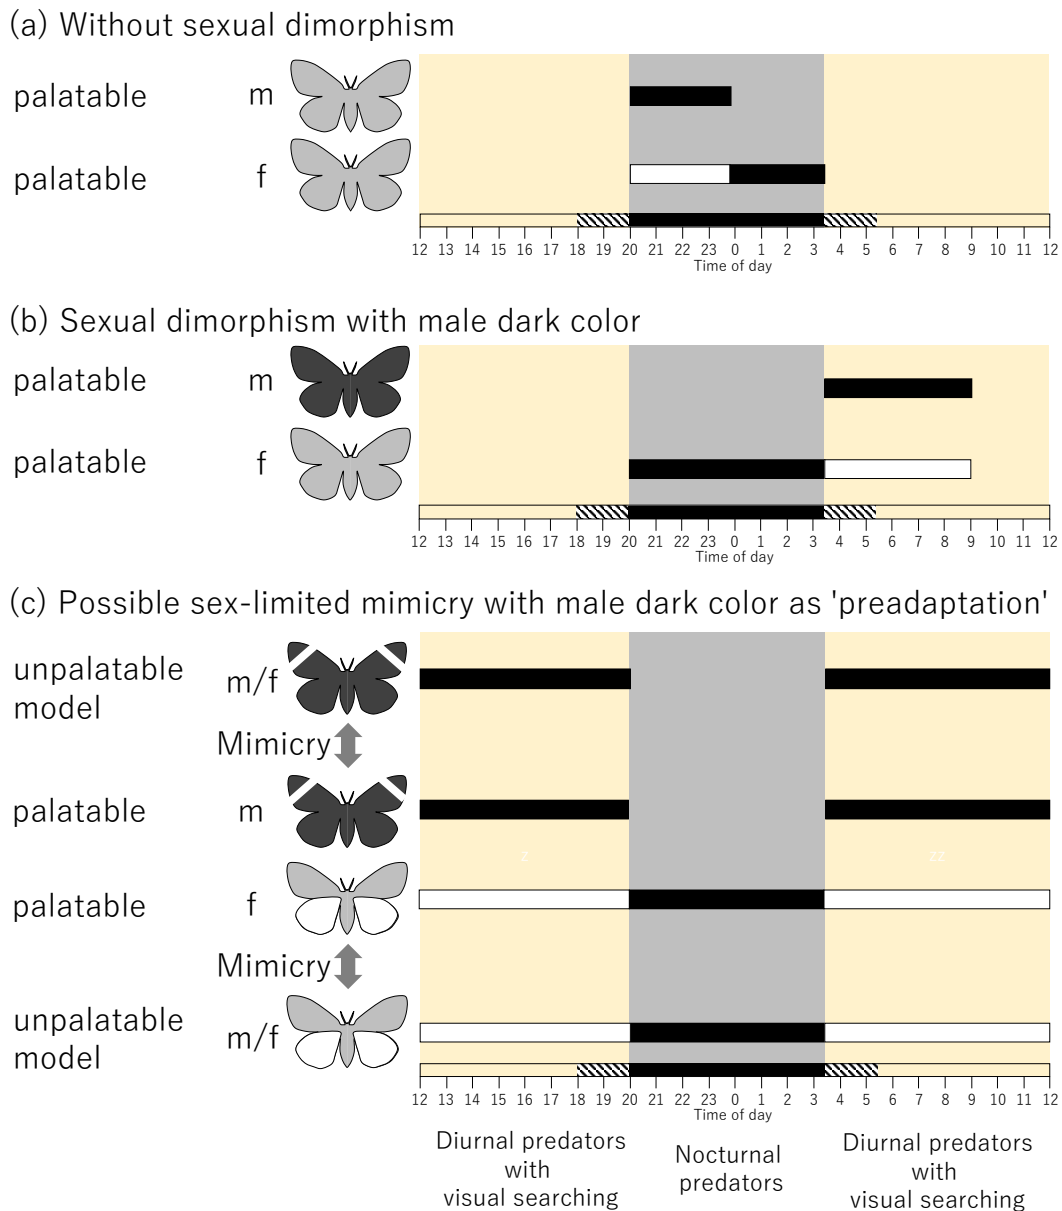 (a) Without sexual dimorphism
palatable m
palatable f
12 13 14 15 16 17 18 19 20 21 22 23 0 1 2 3 4 5 6 7 8 9 10 11 12
Time of day
(b) Sexual dimorphism with male dark color
palatable m
palatable f
12 13 14 15 16 17 18 19 20 21 22 23 0 1 2 3 4 5 6 7 8 9 10 11 12
Time of day
(c) Possible sex-limited mimicry with male dark color as 'preadaptation'
unpalatable
model
m/f
Mimicry
palatable m
z zz
palatable f
Mimicry
unpalatable
model
m/f
12 13 14 15 16 17 18 19 20 21 22 23 0 1 2 3 4 5 6 7 8 9 10 11 12
Time of day
Diurnal predators
with
visual searching
Nocturnal
predators
Diurnal predators
with
visual searching